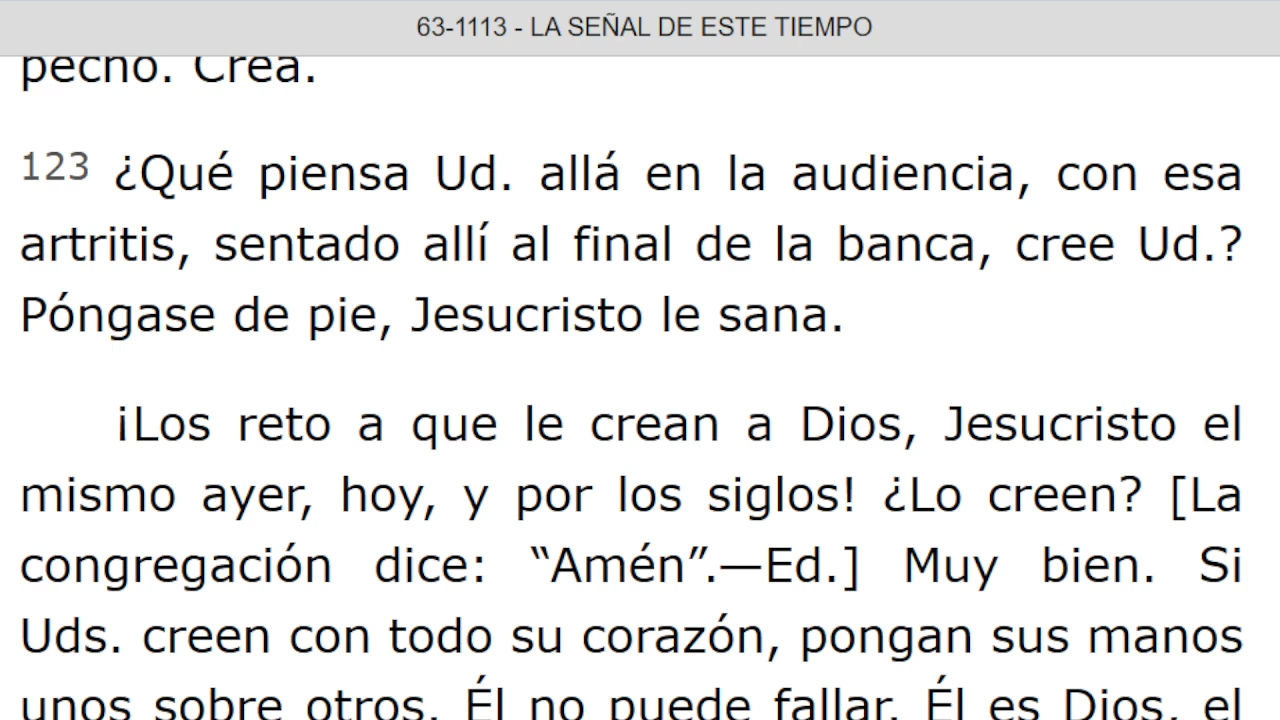 63-1113 - LA SEÑAL DE ESTE TIEMPO
pecho. Crea.
123 ¿Qué piensa Ud. allá en la audiencia, con esa
artritis, sentado allí al final de la banca, cree Ud.?
Póngase de pie, Jesucristo le sana.
¡Los reto a que le crean a Dios, Jesucristo el
mismo ayer, hoy, y por los siglos! ¿Lo creen? [La
congregación dice: “Amén”.—Ed.] Muy bien. Si
Uds. creen con todo su corazón, pongan sus manos
unos sobre otros. Él no puede fallar. Él es Dios, el